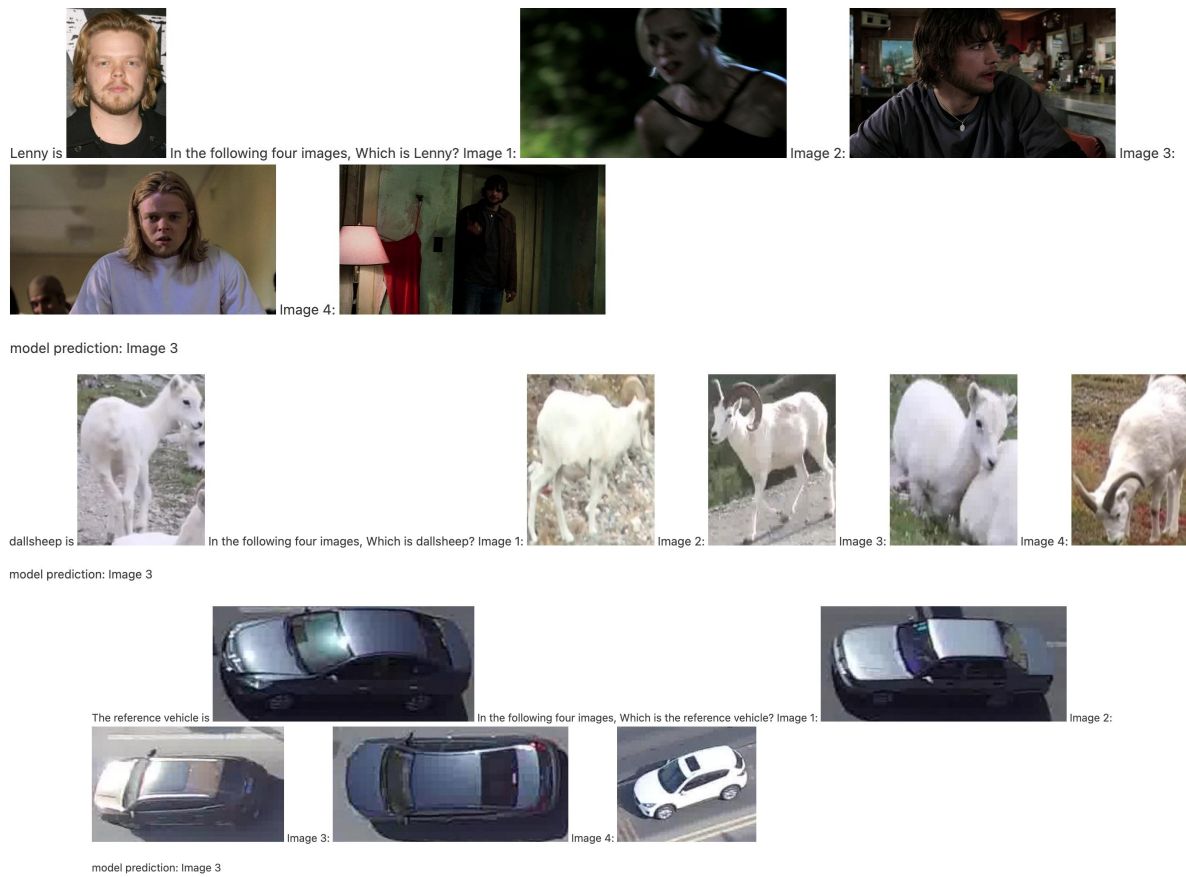 Lenny is In the following four images, Which is Lenny? Image 1: Image 2: Image 3:
Image 4:
model prediction: Image 3
dallsheep is In the following four images, Which is dallsheep? Image 1: Image 2: Image 3: Image 4:
model prediction: Image 3
The reference vehicle is In the following four images, Which is the reference vehicle? Image 1: Image 2:
Image 3: Image 4:
model prediction: Image 3